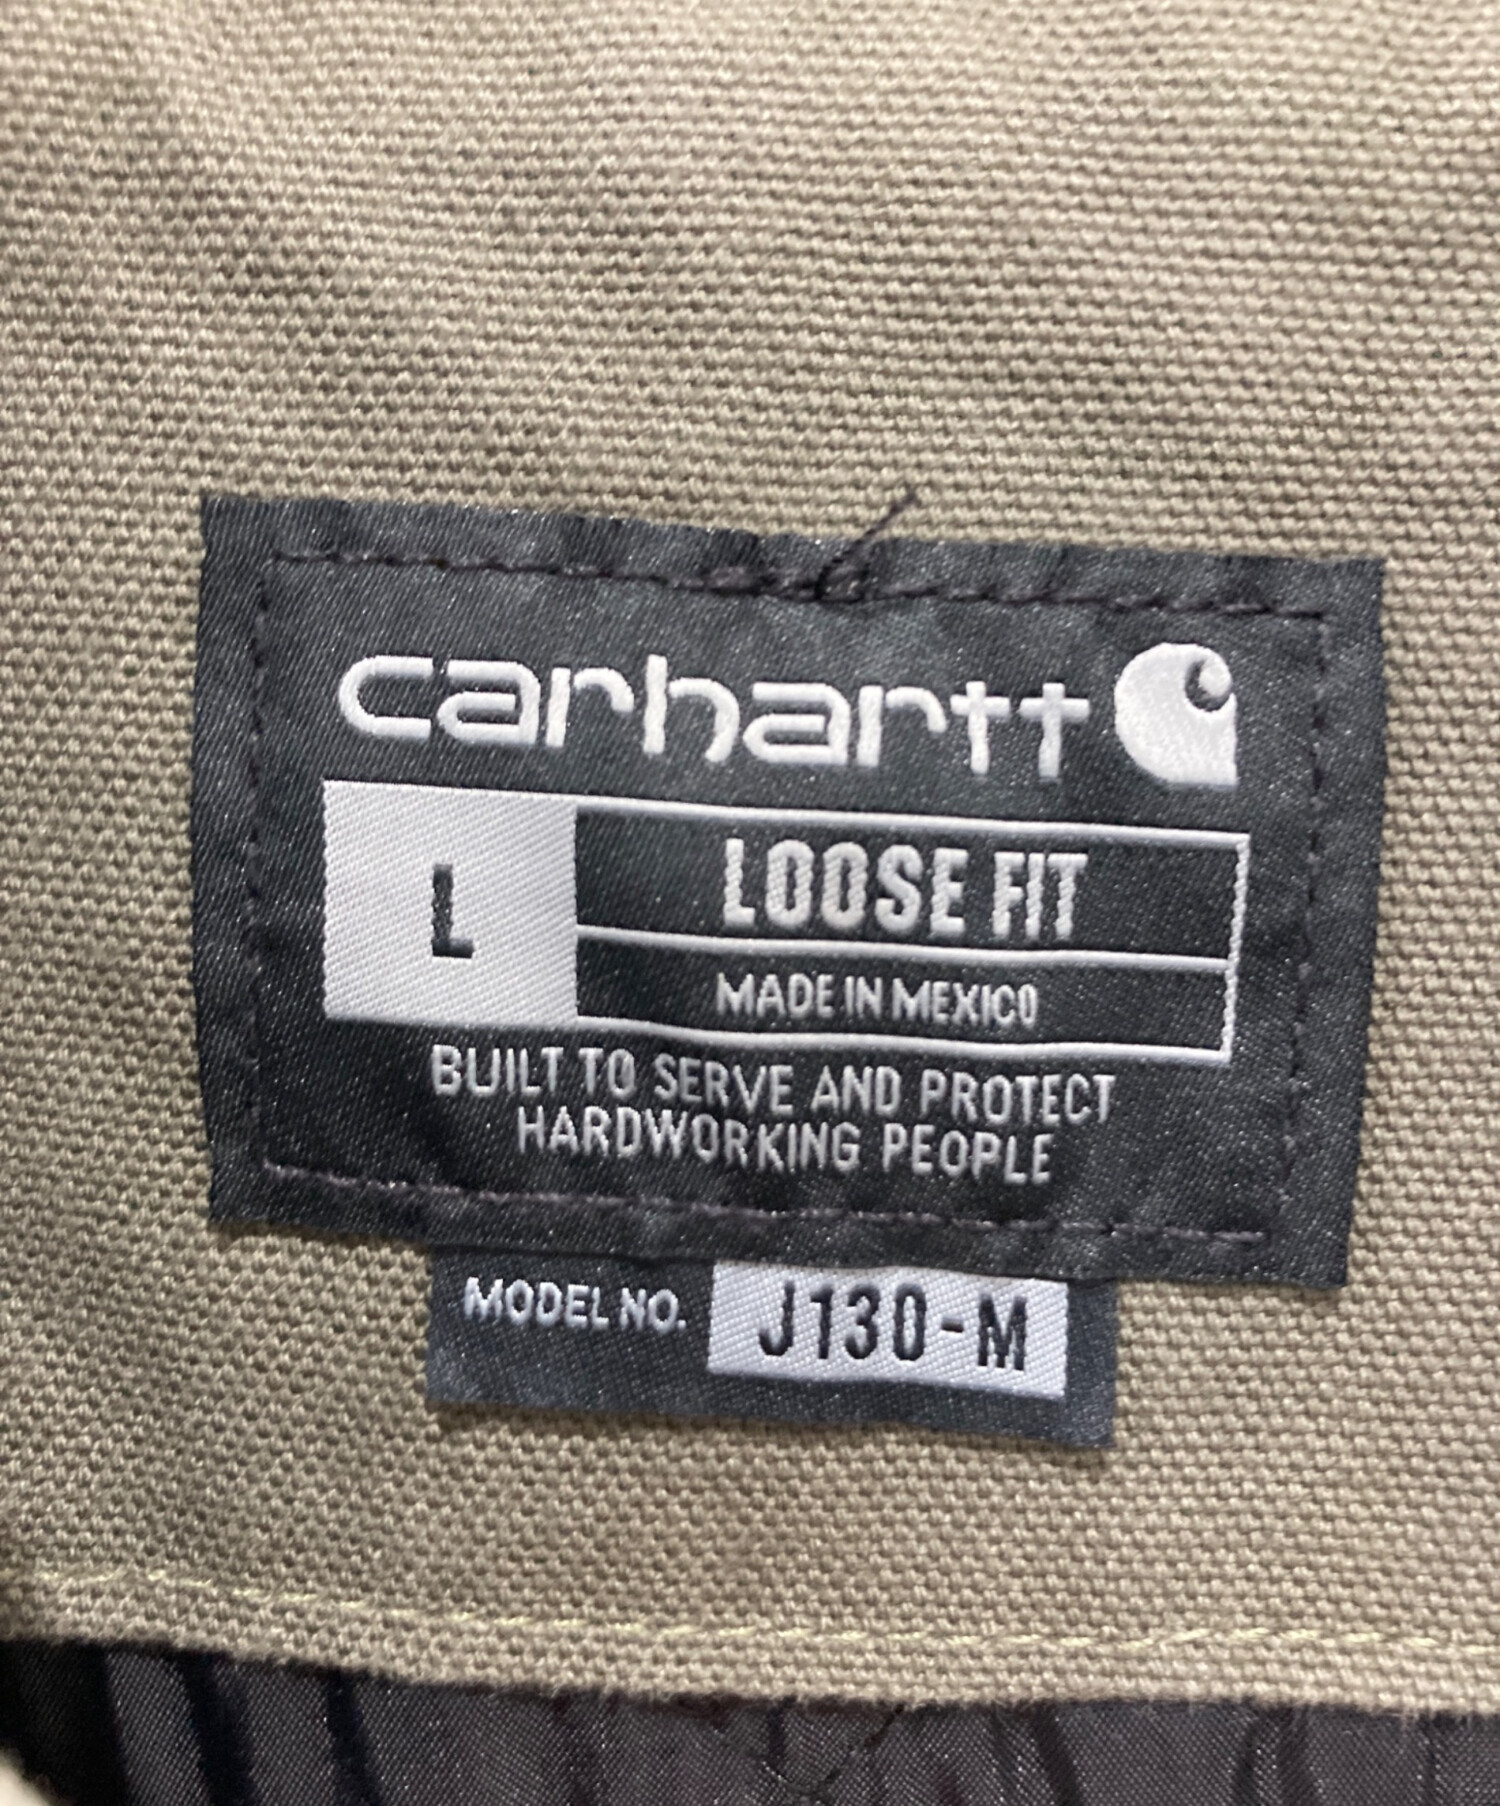 carhartt
L
LOOSE FIT
MADE IN MEXICO
BUILT TO SERVE AND PROTECT
HARDWORKING PEOPLE
MODEL NO. J130-M